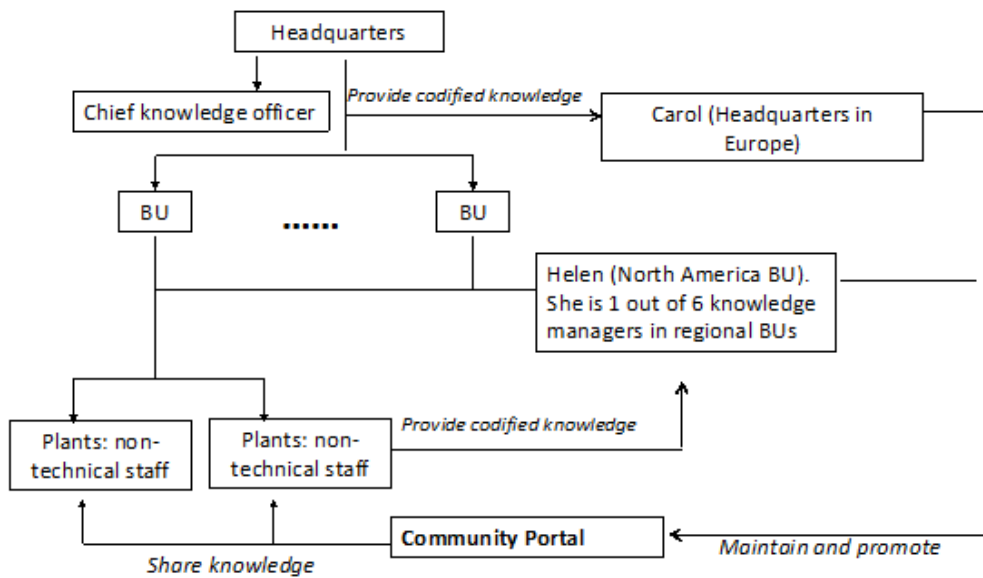 Headquarters
Chief knowledge officer
Provide codified knowledge
Carol (Headquarters in
Europe)
BU
......
BU
Helen (North America BU).
She is 1 out of 6 knowledge
managers in regional BUs
Plants: non-
technical staff
Plants: non-
technical staff
Provide codified knowledge
Community Portal
Maintain and promote
Share knowledge